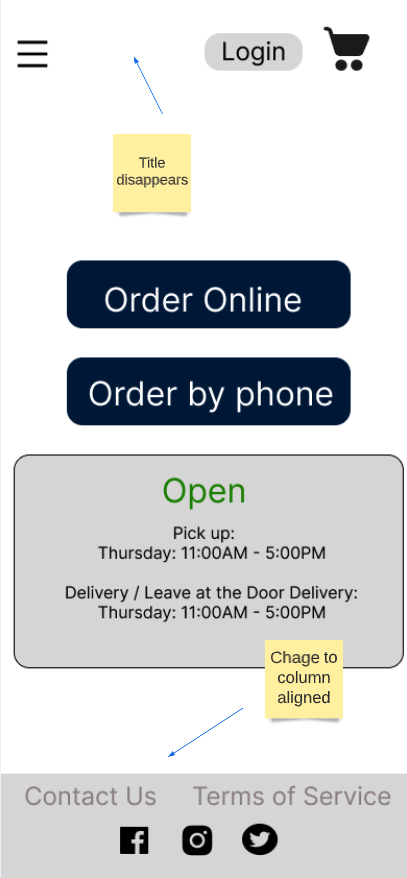 Login
Title
disappears
Order Online
Order by phone
Open
Pick up:
Thursday: 11:00AM - 5:00PM
Delivery / Leave at the Door Delivery:
Thursday: 11:00AM - 5:00PM
Chage to
column
aligned
Contact Us Terms of Service